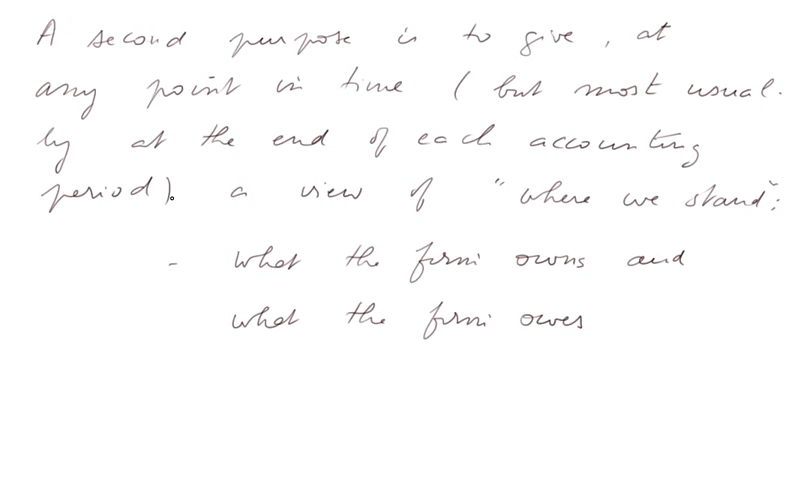 A second purpose is to give, at
any point in time (but most usual-
ly at the end of each accounting
period). a view of "where we stand":
- what the firm owns and
what the firm owes